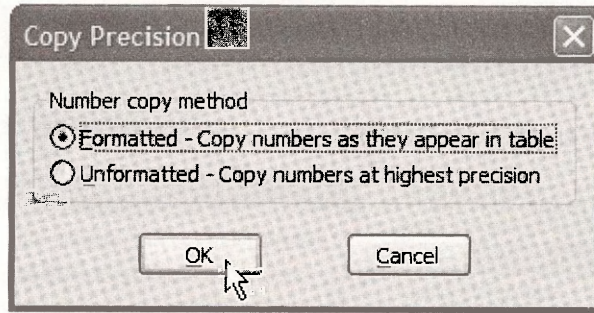 Copy Precision
Number copy method
Formatted - Copy numbers as they appear in table
Unformatted - Copy numbers at highest precision
OK Cancel